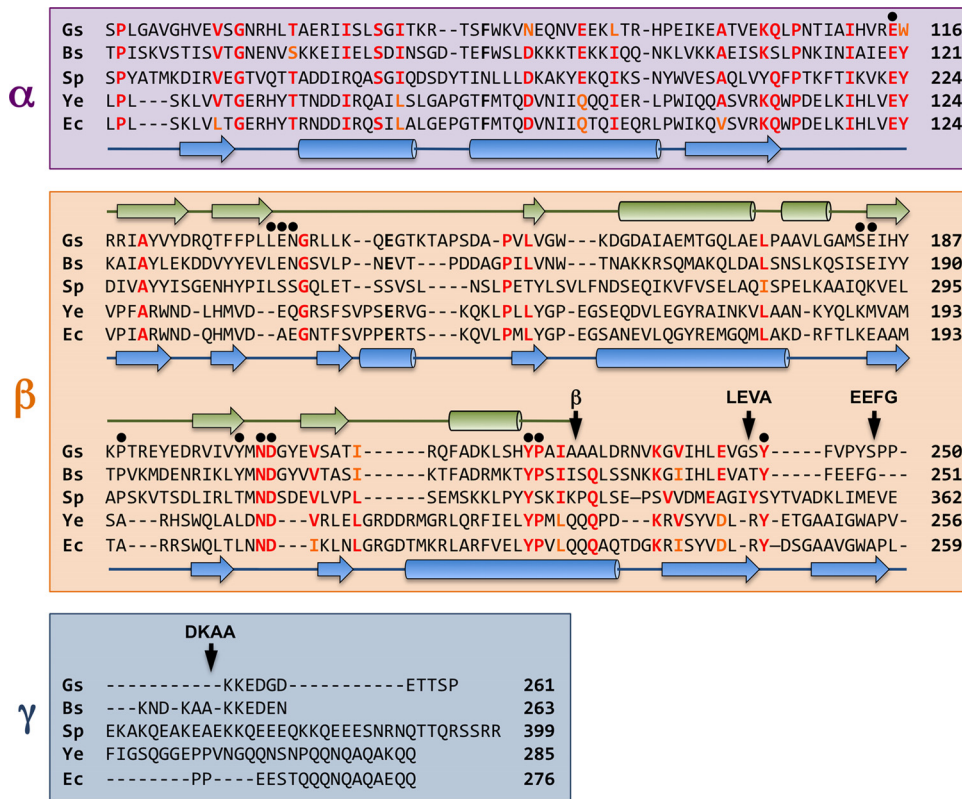 α
Gs SPLGAVGHVEVSGNRHLTAERIISLSGITKR--TSFWKVNEQNVEEKLTR-HPEIKEATVEKQLPNTIAIHVREW 116
Bs TPISKVSTISVTGNENVSKKEIIELSDINSGD-TEFWSLDKKKTEKKIQQ-NKLVKKAEVSKSLPNKINIAIEEY 121
Sp SPYATMKDIRVEGTVQTTADDIRQASGIQDSDYTINLLLDKAKYEKQIKS-NYWVESAQLVYQFPTKFTIKVKEY 224
Ye LPL---SKLVVTGERHYTTNDDIRQAILSLGAPGTFMTQDVNIIQQQIER-LPWIQQASVRKQWPDELKIHLVEY 124
Ec LPL---SKLVLTGERHYTRNDDIRQSILALGEPGTFMTQDVNIIQTQIEQRLPWIKQVSVRKQWPDELKIHLVEY 124
β
Gs RRIAYVYDRQTFFPLLENGRLLK--QEGTKTAPSDA-PVLVGW---KDGDAIAEMTGQLAELPAAVLGAMSEIHY 187
Bs KAIAYLEKDDVYYEVLENGSVLP--NEVT--PDDAGPILVNW---TNAKKRSQMAKQLDALSNSLKQSISEIYY 190
Sp DIVAYYISGENHYPILSSGQLET--SSVSL---NSLPETYLSVLFNDSEQIKVFVSELAQISPELKAAIQKVEL 295
Ye VPFARWND-LHMVD--EQGRSFSVPSERVG---KQKLPLLYGP-EGSEQDVLEGYRAINKVLAAN-KYQLKMVAM 193
Ec VPIARWND-QHMVD--AEGNTFSVPPERTS---KQVLPMLYGP-EGSANEVLQGYREMGQMLAKD-RFTLKEAAM 193
β LEVA EEFG
Gs KPTREYEDRVIVYMNDGYEVSATI------RQFADKLSHYPAIAAALDRNVKGVIHLEVGSY-----FVPYSPP- 250
Bs TPVKMDENRIKLYMNDGYVVTASI------KTFADRMKTYPSIISQLSSNKKGIIHLEVATY-----FEEFG--- 251
Sp APSKVTSDLIRLTMNDSDEVLVPL------SEMSKKLPYYSKIKPQLSE–PSVVDMEAGIYSYTVADKLIMEVE 362
Ye SA---RHSWQLALDND---VRLELGRDDRMGRLQRFIELYPMLQQQPD---KRVSYVDL-RY–ETGAAIGWAPV- 256
Ec TA---RRSWQLTLNND---IKLNLGRGDTMKRLARFVELYPVLQQQAQTDGKRISYVDL-RY–DSGAAVGWAPL- 259
γ
DKAA
Gs -----------KKEDGD-----------ETTSP 261
Bs ---KND-KAA-KKEDEN 263
Sp EKAKQEAKEAEKKQEEEQKKQEEESNRNQTTQRSSRR 399
Ye FIGSQGGEPPVNGQQNSNPQQNQAQAKQQ 285
Ec --------PP----EESTQQQNQAQAEQQ 276